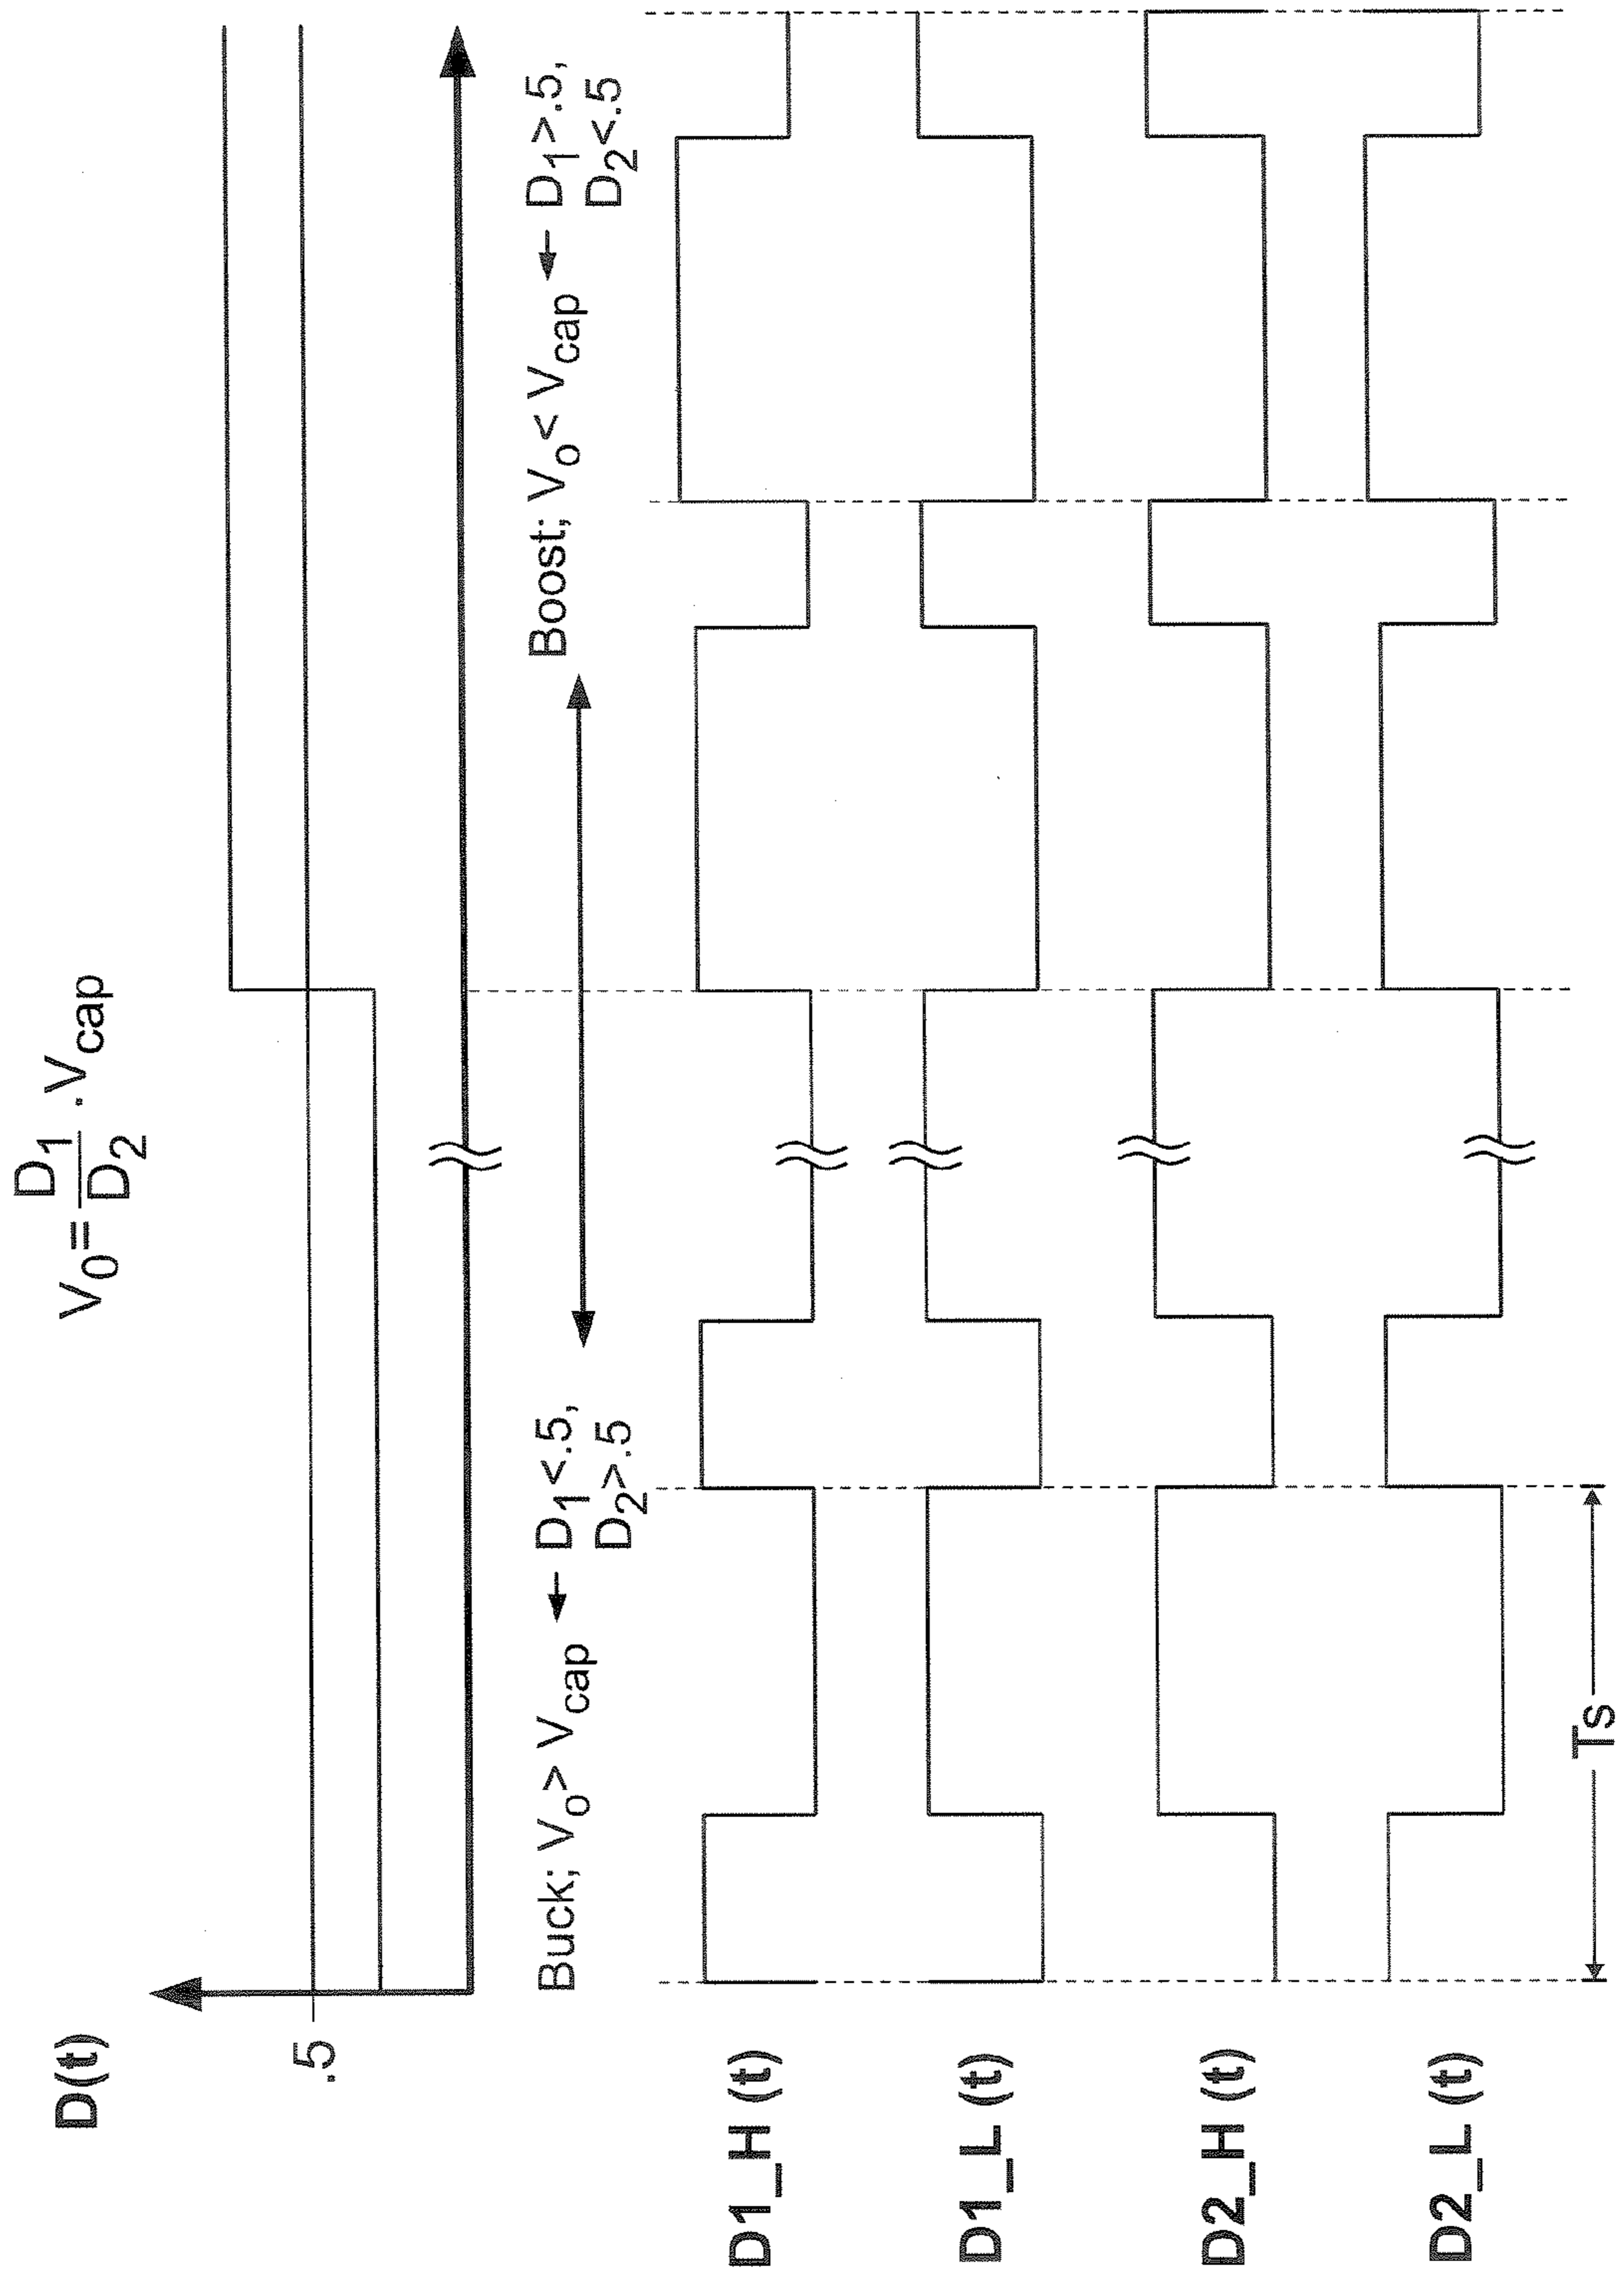 V0 = D1/D2 . Vcap
D(t)
.5
Buck; Vo > Vcap ← D1<.5,
D2>.5
Boost; Vo < Vcap ← D1>.5,
D2<.5
D1_H (t)
D1_L (t)
D2_H (t)
D2_L (t)
Ts